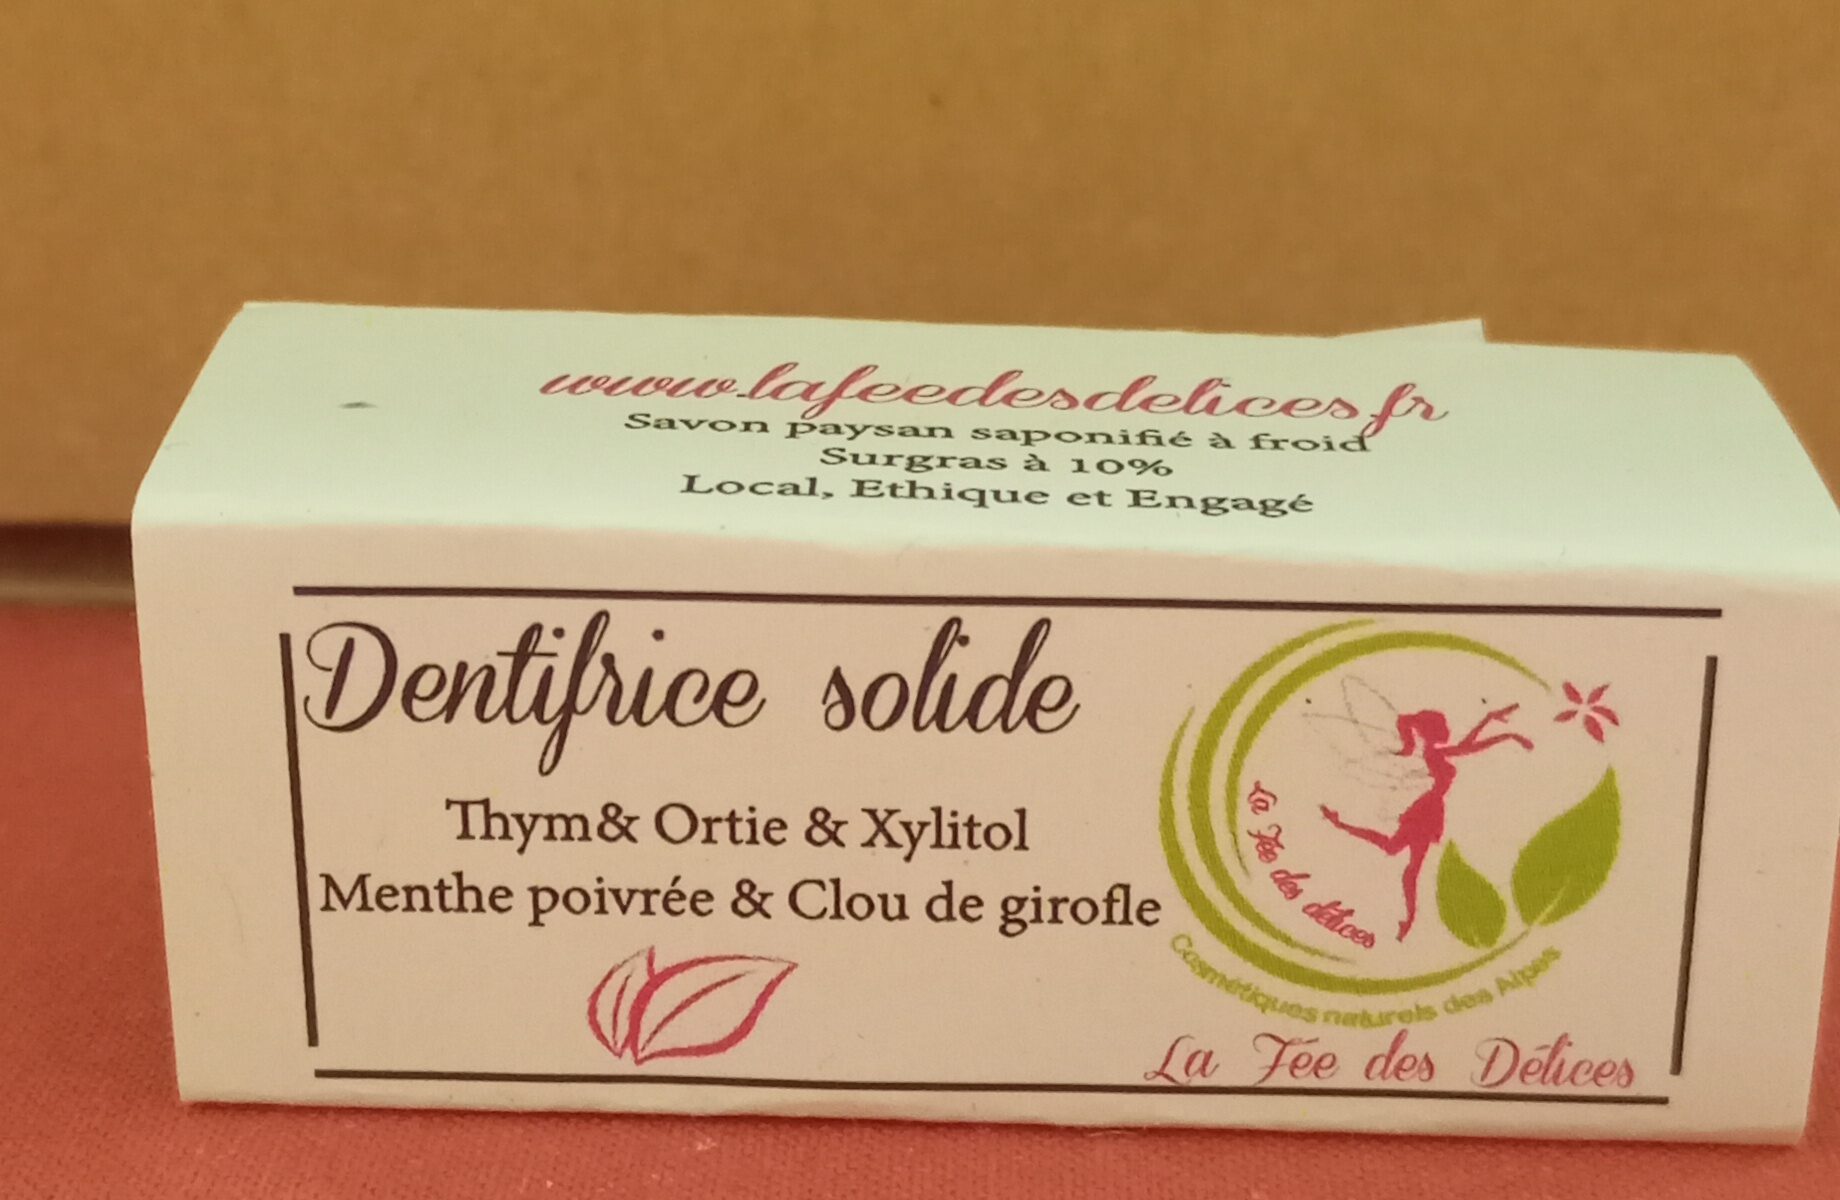 www.lafeedesdelices.fr
Savon paysan saponifié à froid
Surgras à 10%
Local, Ethique et Engagé
Dentifrice solide
Thym& Ortie & Xylitol
Menthe poivrée & Clou de girofle
La Fée des délices
Cosmétiques naturels des Alpes
La Fée des Délices